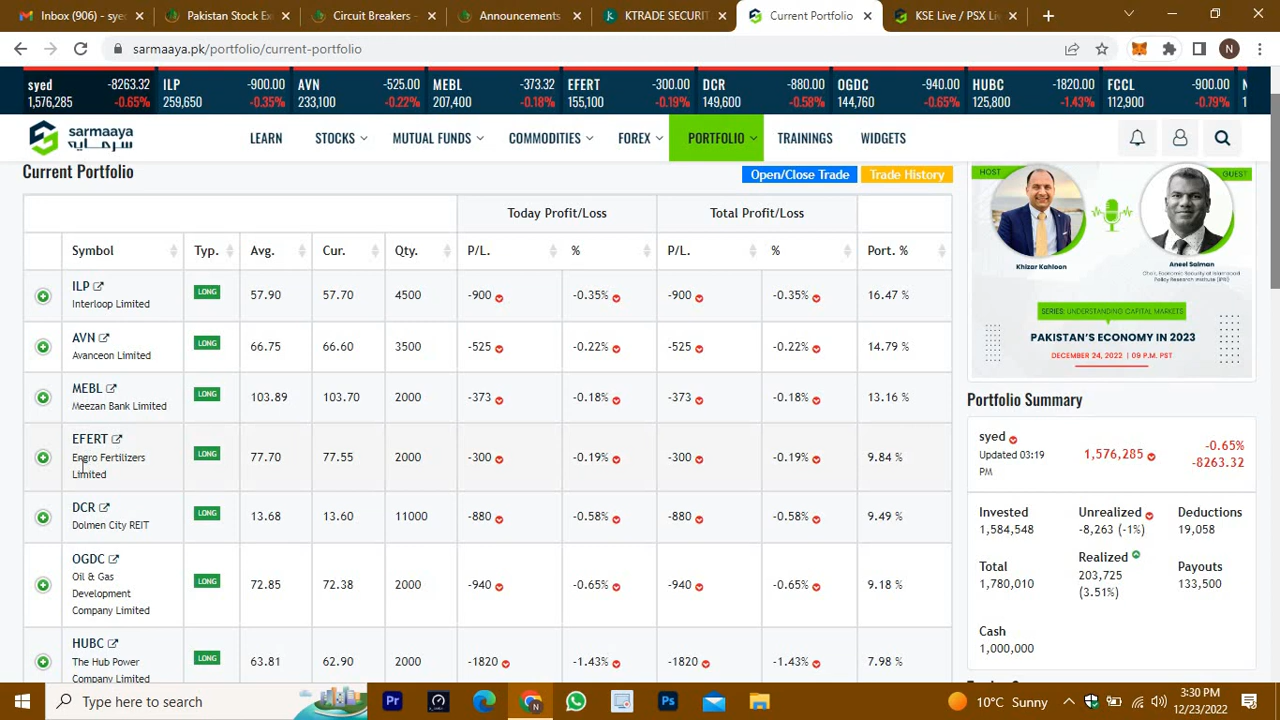 Inbox (906) - sye
Pakistan Stock Ex
Circuit Breakers -
Announcements
KTRADE SECURIT
Current Portfolio
KSE Live / PSX Li
sarmaaya.pk/portfolio/current-portfolio
N
syed -8263.32 ILP -900.00 AVN -525.00 MEBL -373.32 EFERT -300.00 DCR -880.00 OGDC -940.00 HUBC -1820.00 FCCL -900.00
1,576,285 -0.65% 259,650 -0.35% 233,100 -0.22% 207,400 -0.18% 155,100 -0.19% 149,600 -0.58% 144,760 -0.65% 125,800 -1.43% 112,900 -0.79% 1
sarmaaya
سرمایہ
LEARN STOCKS MUTUAL FUNDS COMMODITIES FOREX PORTFOLIO TRAININGS WIDGETS
Current Portfolio
Open/Close Trade Trade History
Today Profit/Loss Total Profit/Loss
Symbol Typ. Avg. Cur. Qty. P/L. % P/L. % Port. %
ILP LONG 57.90 57.70 4500 -900 -0.35% -900 -0.35% 16.47 %
Interloop Limited
AVN LONG 66.75 66.60 3500 -525 -0.22% -525 -0.22% 14.79 %
Avanceon Limited
MEBL LONG 103.89 103.70 2000 -373 -0.18% -373 -0.18% 13.16 %
Meezan Bank Limited
EFERT LONG 77.70 77.55 2000 -300 -0.19% -300 -0.19% 9.84 %
Engro Fertilizers
Limited
DCR LONG 13.68 13.60 11000 -880 -0.58% -880 -0.58% 9.49 %
Dolmen City REIT
OGDC LONG 72.85 72.38 2000 -940 -0.65% -940 -0.65% 9.18 %
Oil & Gas
Development
Company Limited
HUBC LONG 63.81 62.90 2000 -1820 -1.43% -1820 -1.43% 7.98 %
The Hub Power
Company Limited
HOST GUEST
Khizar Kahloon
Aneel Salman
SERIES: UNDERSTANDING CAPITAL MARKETS
PAKISTAN'S ECONOMY IN 2023
DECEMBER 24, 2022 | 09 P.M. PST
Portfolio Summary
syed
Updated 03:19
PM
1,576,285
-0.65%
-8263.32
Invested Unrealized Deductions
1,584,548 -8,263 (-1%) 19,058
Total Realized Payouts
1,780,010 203,725 133,500
(3.51%)
Cash
1,000,000
Type here to search
Pr
Ps
10°C Sunny
3:30 PM
12/23/2022